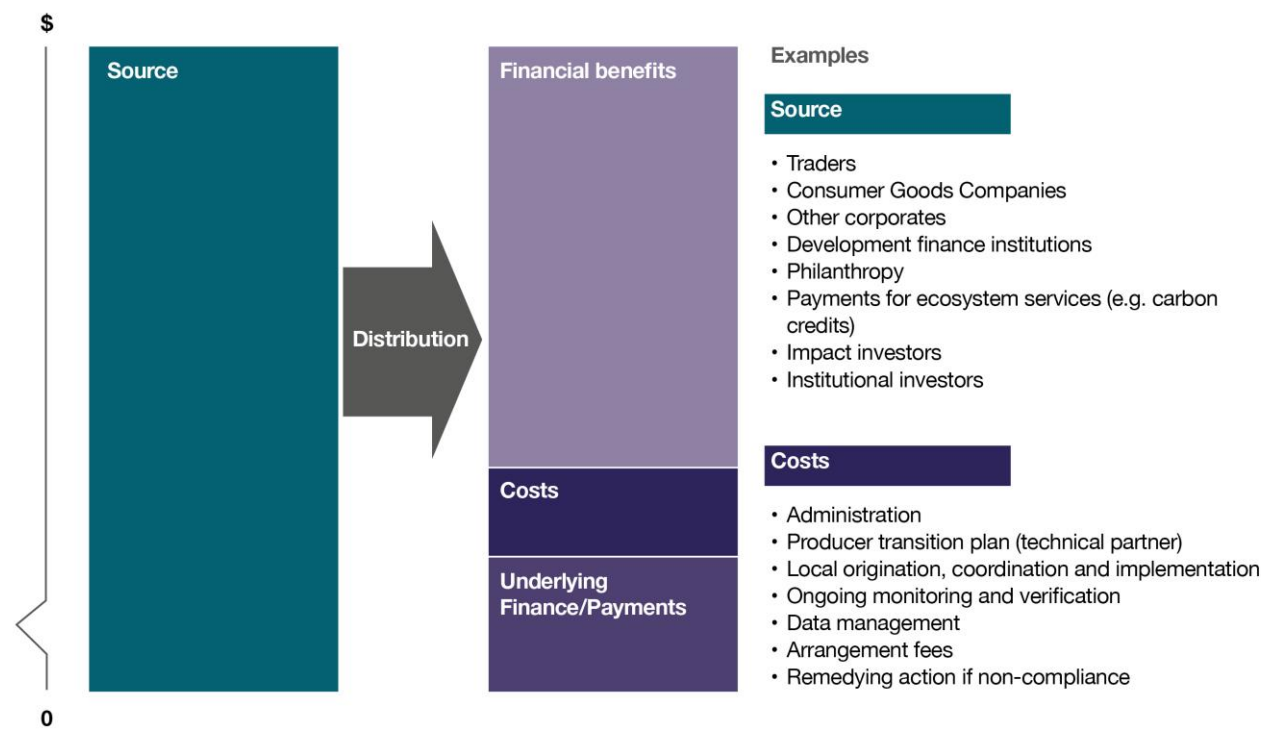 $
Source
Distribution
Financial benefits
Costs
Underlying
Finance/Payments
0
Examples
Source
• Traders
• Consumer Goods Companies
• Other corporates
• Development finance institutions
• Philanthropy
• Payments for ecosystem services (e.g. carbon
credits)
• Impact investors
• Institutional investors
Costs
• Administration
• Producer transition plan (technical partner)
• Local origination, coordination and implementation
• Ongoing monitoring and verification
• Data management
• Arrangement fees
• Remedying action if non-compliance